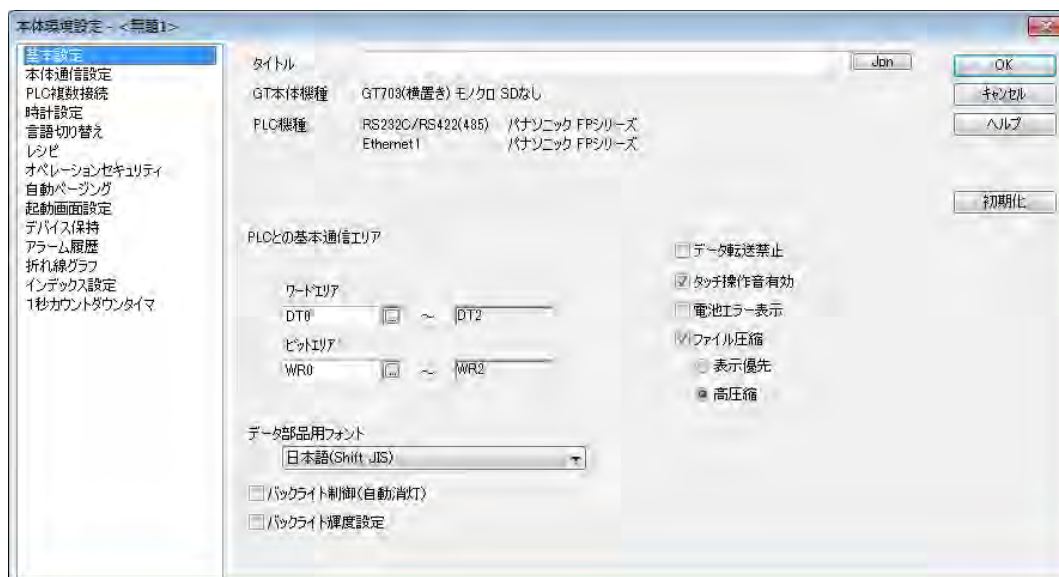 本体環境設定 - <無題1>
基本設定
本体通信設定
PLC複数接続
時計設定
言語切り替え
レシピ
オペレーションセキュリティ
自動ページング
起動画面設定
デバイス保持
アラーム履歴
折れ線グラフ
インデックス設定
1秒カウントダウンタイマ
タイトル
Jpn
GT本体機種 GT703(横置き) モノクロ SDなし
PLC機種 RS232C/RS422(485) パナソニック FPシリーズ
Ethernet1 パナソニック FPシリーズ
OK
キャンセル
ヘルプ
初期化
PLCとの基本通信エリア
ワードエリア
DT0 ... ～ DT2
ビットエリア
WR0 ... ～ WR2
データ転送禁止
タッチ操作音有効
電池エラー表示
ファイル圧縮
表示優先
高圧縮
データ部品用フォント
日本語(Shift JIS)
バックライト制御(自動消灯)
バックライト輝度設定